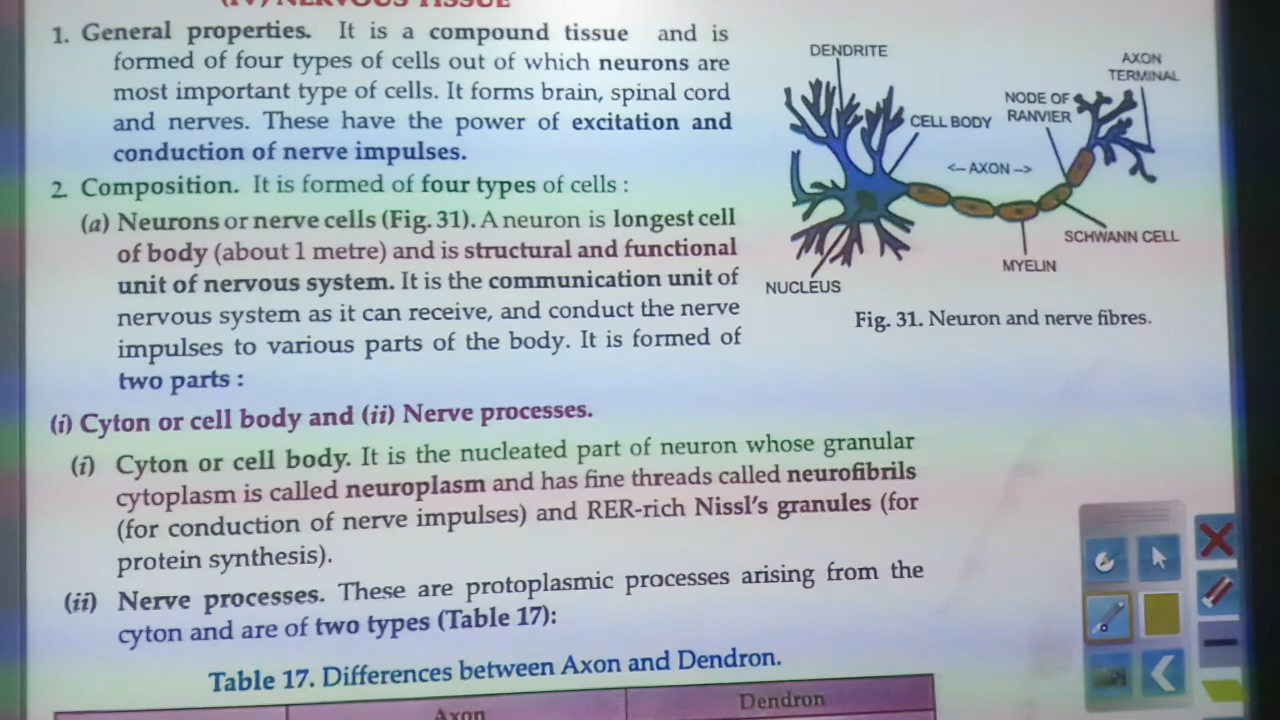 (IV) NERVOUS TISSUE
1. General properties. It is a compound tissue and is
formed of four types of cells out of which neurons are
most important type of cells. It forms brain, spinal cord
and nerves. These have the power of excitation and
conduction of nerve impulses.
2. Composition. It is formed of four types of cells :
(a) Neurons or nerve cells (Fig. 31). A neuron is longest cell
of body (about 1 metre) and is structural and functional
unit of nervous system. It is the communication unit of
nervous system as it can receive, and conduct the nerve
impulses to various parts of the body. It is formed of
two parts :
DENDRITE
AXON
TERMINAL
NODE OF
RANVIER
CELL BODY
<– AXON –>
SCHWANN CELL
MYELIN
NUCLEUS
Fig. 31. Neuron and nerve fibres.
(i) Cyton or cell body and (ii) Nerve processes.
(i) Cyton or cell body. It is the nucleated part of neuron whose granular
cytoplasm is called neuroplasm and has fine threads called neurofibrils
(for conduction of nerve impulses) and RER-rich Nissl's granules (for
protein synthesis).
(ii) Nerve processes. These are protoplasmic processes arising from the
cyton and are of two types (Table 17):
Table 17. Differences between Axon and Dendron.
Axon
Dendron